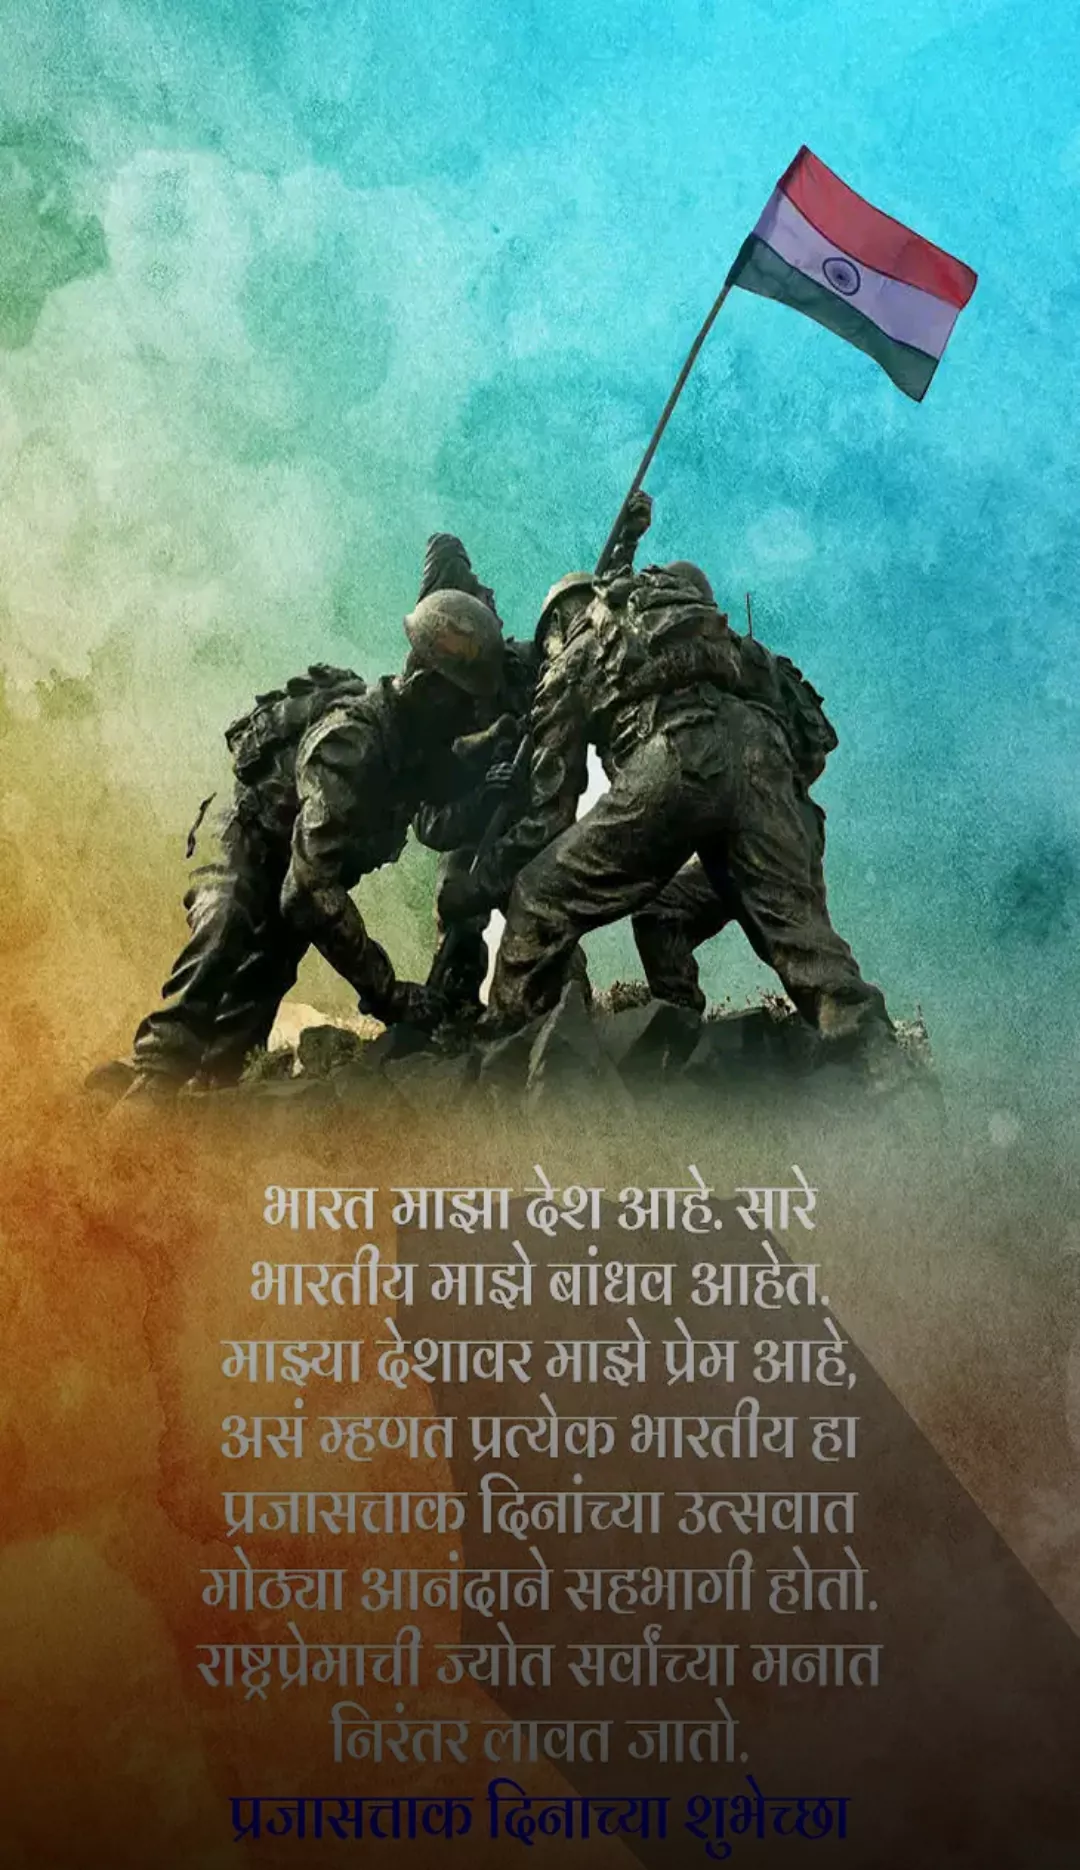 भारत माझा देश आहे. सारे
भारतीय माझे बांधव आहेत.
माझ्या देशावर माझे प्रेम आहे,
असं म्हणत प्रत्येक भारतीय हा
प्रजासत्ताक दिनांच्या उत्सवात
मोठ्या आनंदाने सहभागी होतो.
राष्ट्रप्रेमाची ज्योत सर्वांच्या मनात
निरंतर लावत जातो.
प्रजासत्ताक दिनाच्या शुभेच्छा